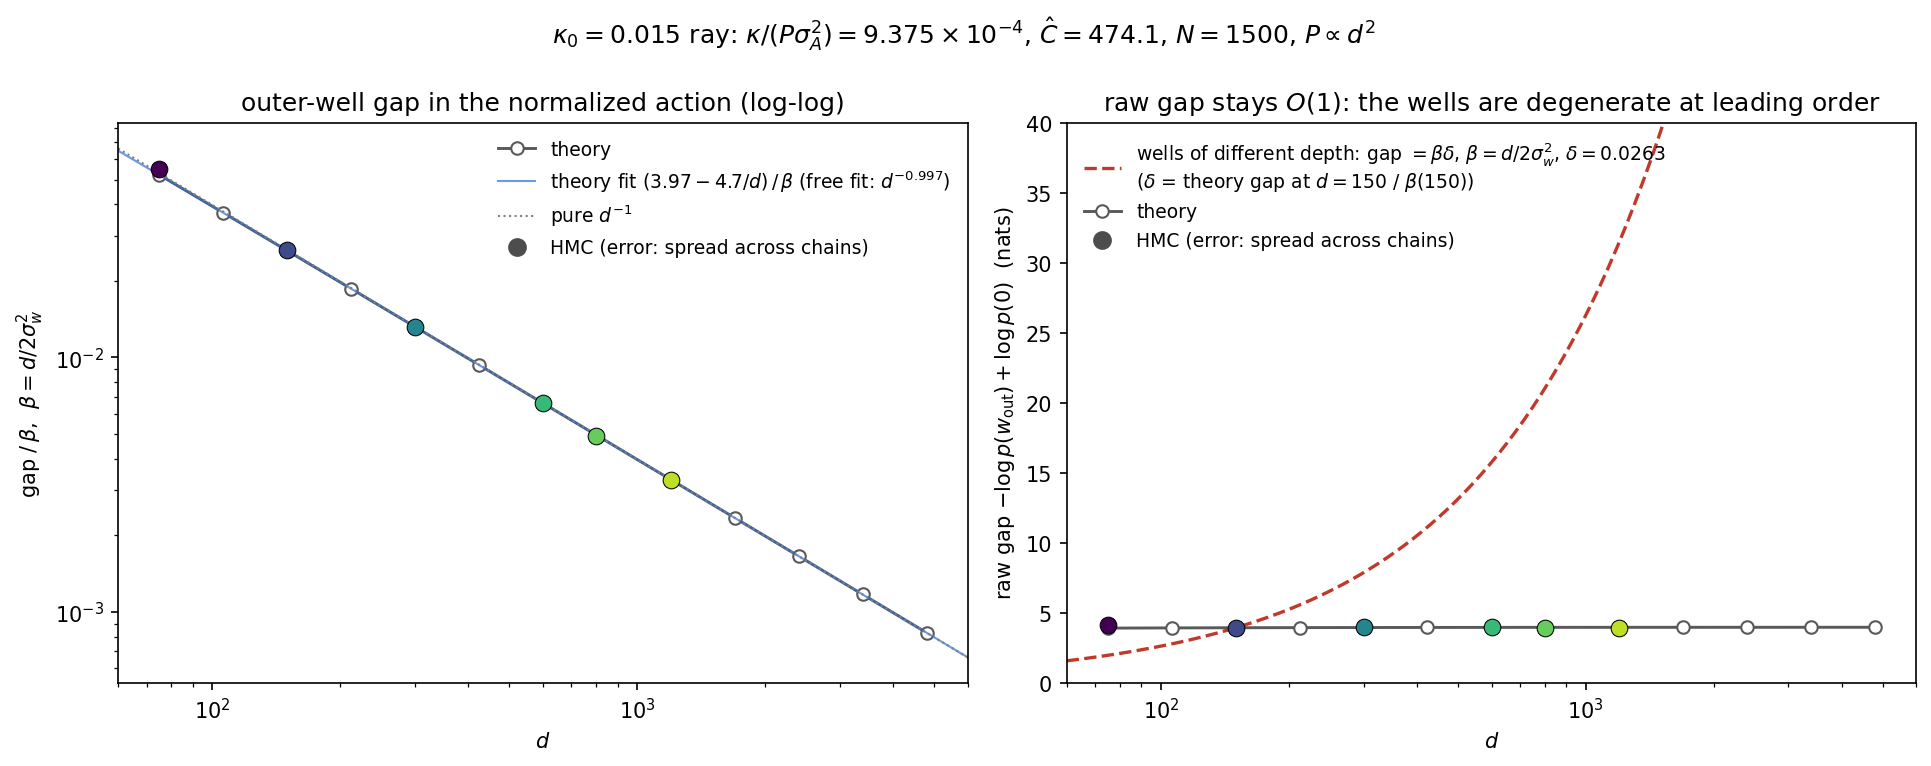 κ₀ = 0.015 ray: κ/(Pσ_A²) = 9.375 × 10⁻⁴, Ĉ = 474.1, N = 1500, P ∝ d²
outer-well gap in the normalized action (log-log)
theory
theory fit (3.97 − 4.7/d) / β (free fit: d^−0.997)
pure d⁻¹
HMC (error: spread across chains)
gap / β, β = d/2σ_w²
10⁻²
10⁻³
10²
10³
d
raw gap stays O(1): the wells are degenerate at leading order
wells of different depth: gap = βδ, β = d/2σ_w², δ = 0.0263
(δ = theory gap at d = 150 / β(150))
theory
HMC (error: spread across chains)
raw gap −log p(w_out) + log p(0) (nats)
40
35
30
25
20
15
10
5
0
10²
10³
d